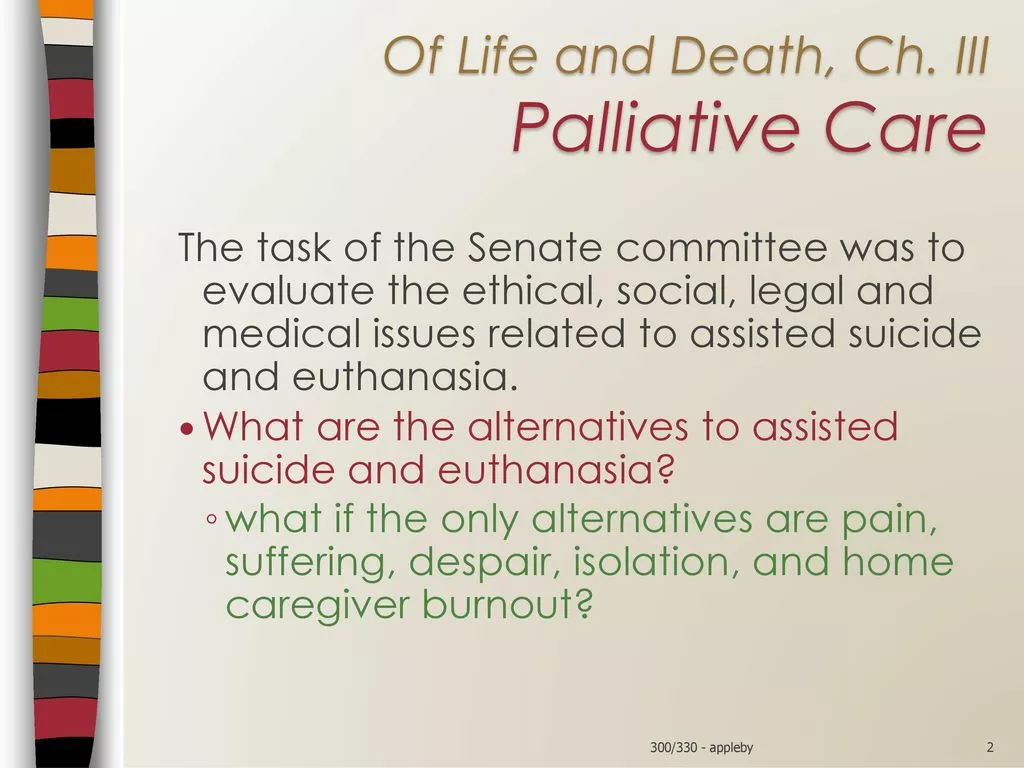 Of Life and Death, Ch. III
Palliative Care
The task of the Senate committee was to
evaluate the ethical, social, legal and
medical issues related to assisted suicide
and euthanasia.
• What are the alternatives to assisted
suicide and euthanasia?
◦ what if the only alternatives are pain,
suffering, despair, isolation, and home
caregiver burnout?
300/330 - appleby
2